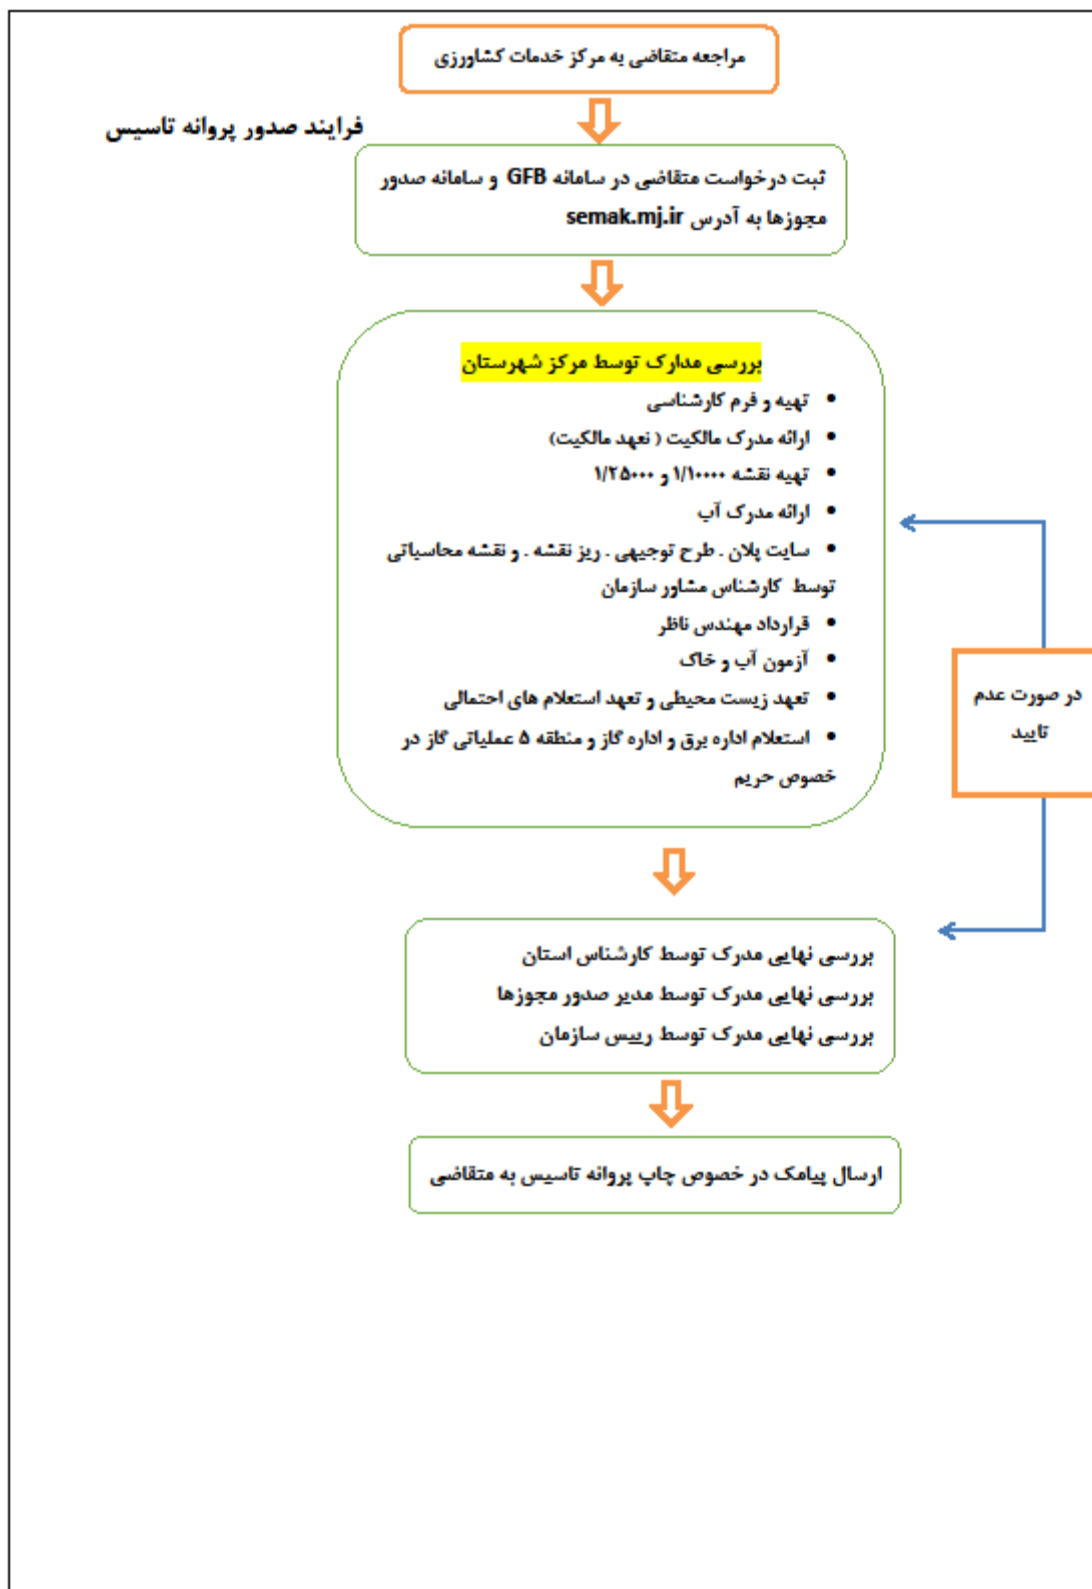 مراجعه متقاضی به مرکز خدمات کشاورزی
فرایند صدور پروانه تاسیس
ثبت درخواست متقاضی در سامانه GFB و سامانه صدور
مجوزها به آدرس semak.mj.ir
بررسی مدارک توسط مرکز شهرستان
• تهیه و فرم کارشناسی
• ارائه مدرک مالکیت ( تعهد مالکیت)
• تهیه نقشه ۱/۱۰۰۰۰ و ۱/۲۵۰۰۰
• ارائه مدرک آب
• سایت پلان . طرح توجیهی . ریز نقشه . و نقشه محاسباتی
توسط کارشناس مشاور سازمان
• قرارداد مهندس ناظر
• آزمون آب و خاک
• تعهد زیست محیطی و تعهد استعلام های احتمالی
• استعلام اداره برق و اداره گاز و منطقه ۵ عملیاتی گاز در
خصوص حریم
در صورت عدم
تایید
بررسی نهایی مدرک توسط کارشناس استان
بررسی نهایی مدرک توسط مدیر صدور مجوزها
بررسی نهایی مدرک توسط رییس سازمان
ارسال پیامک در خصوص چاپ پروانه تاسیس به متقاضی